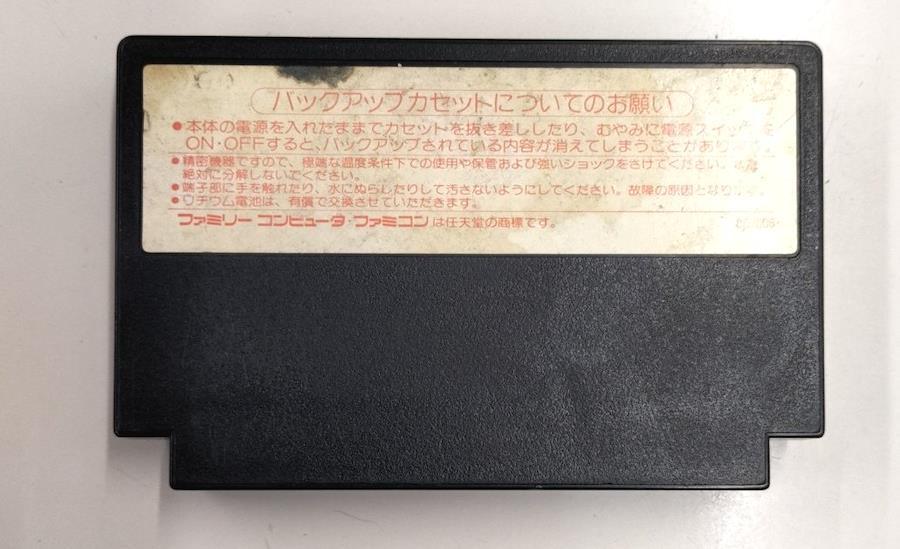 バックアップカセットについてのお願い
●本体の電源を入れたままでカセットを抜き差ししたり、むやみに電源スイッチを
ON・OFFすると、バックアップされている内容が消えてしまうことがあります。
●精密機器ですので、極端な温度条件下での使用や保管および強いショックをさけてください。また
絶対に分解しないでください。
●端子部に手を触れたり、水にぬらしたりして汚さないようにしてください。故障の原因となります。
●リチウム電池は、有償で交換させていただきます。
ファミリーコンピュータ・ファミコンは任天堂の商標です。